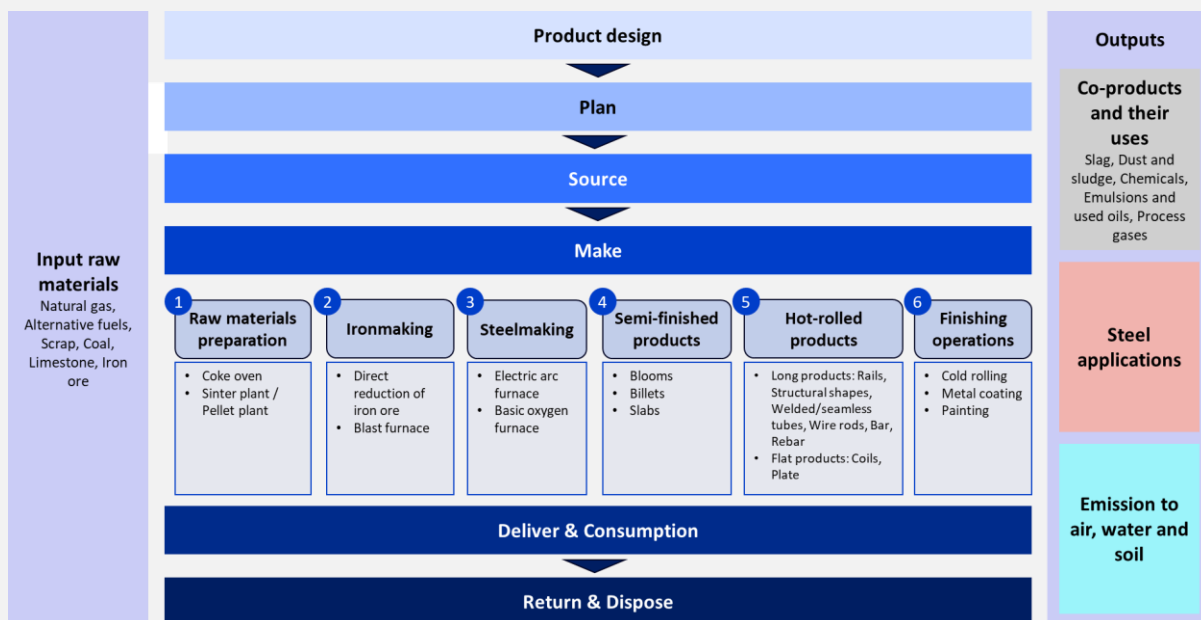 Input raw
materials
Natural gas,
Alternative fuels,
Scrap, Coal,
Limestone, Iron
ore
Product design
Plan
Source
Make
1
Raw materials
preparation
• Coke oven
• Sinter plant /
Pellet plant
2
Ironmaking
• Direct
reduction of
iron ore
• Blast furnace
3
Steelmaking
• Electric arc
furnace
• Basic oxygen
furnace
4
Semi-finished
products
• Blooms
• Billets
• Slabs
5
Hot-rolled
products
• Long products: Rails,
Structural shapes,
Welded/seamless
tubes, Wire rods, Bar,
Rebar
• Flat products: Coils,
Plate
6
Finishing
operations
• Cold rolling
• Metal coating
• Painting
Deliver & Consumption
Return & Dispose
Outputs
Co-products
and their
uses
Slag, Dust and
sludge, Chemicals,
Emulsions and
used oils, Process
gases
Steel
applications
Emission to
air, water and
soil